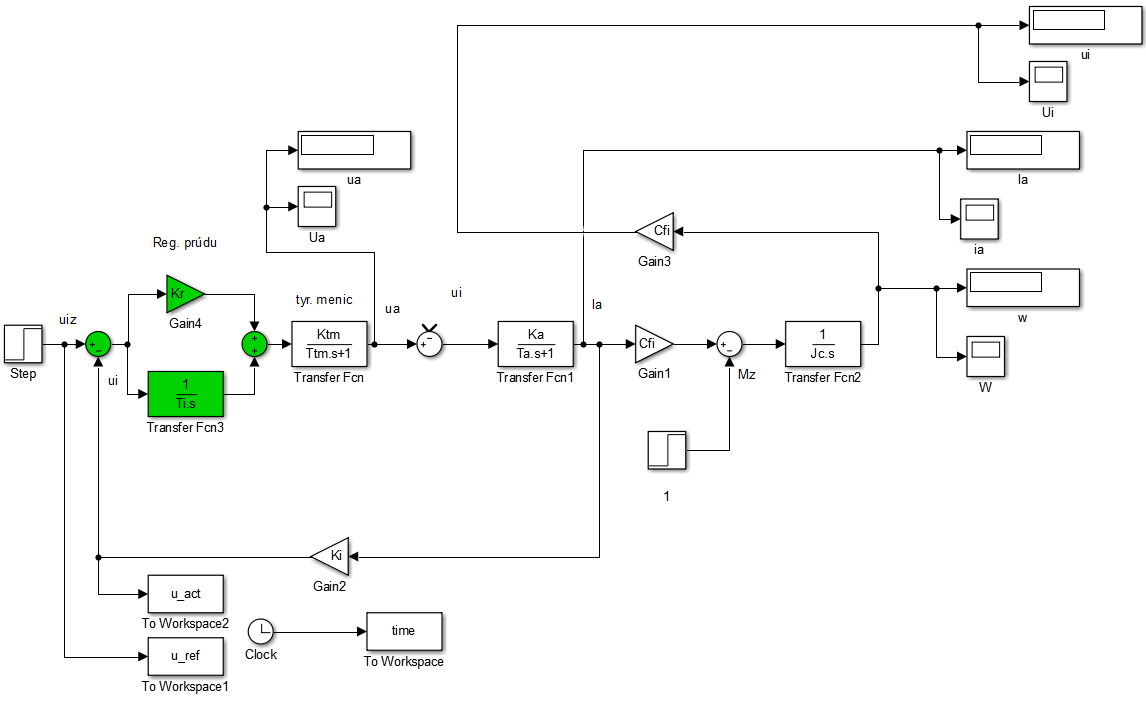 ui
Ui
ua
Ia
Ua
Cfi
Gain3
ia
Reg. prúdu
w
Kr
Gain4
tyr. menic
ua
ui
Ia
uiz
Step
+
-
ui
+
+
Ktm
Ttm.s+1
Transfer Fcn
+
-
Ka
Ta.s+1
Transfer Fcn1
Cfi
Gain1
+
-
Mz
1
Jc.s
Transfer Fcn2
W
1
Ti.s
Transfer Fcn3
1
Ki
Gain2
u_act
To Workspace2
Clock
time
To Workspace
u_ref
To Workspace1